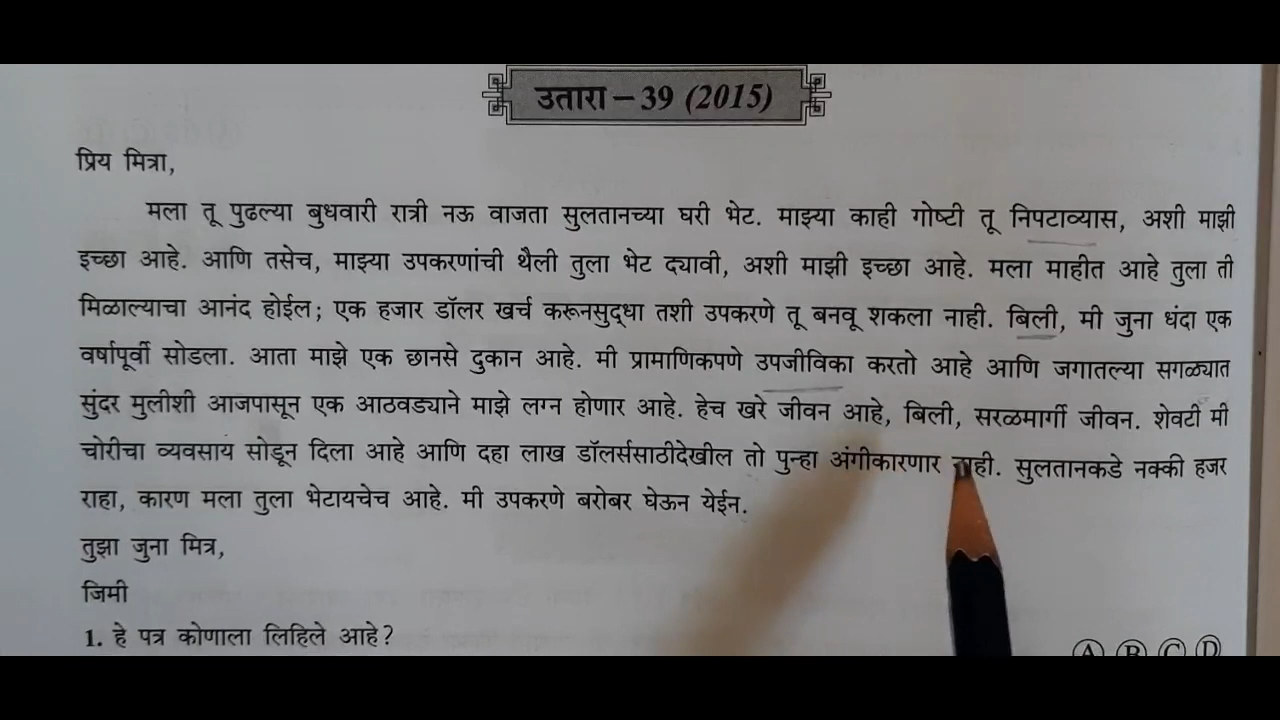 उतारा – 39 (2015)
प्रिय मित्रा,
मला तू पुढल्या बुधवारी रात्री नऊ वाजता सुलतानच्या घरी भेट. माझ्या काही गोष्टी तू निपटाव्यास, अशी माझी
इच्छा आहे. आणि तसेच, माझ्या उपकरणांची थैली तुला भेट द्यावी, अशी माझी इच्छा आहे. मला माहीत आहे तुला ती
मिळाल्याचा आनंद होईल; एक हजार डॉलर खर्च करूनसुद्धा तशी उपकरणे तू बनवू शकला नाही. बिली, मी जुना धंदा एक
वर्षापूर्वी सोडला. आता माझे एक छानसे दुकान आहे. मी प्रामाणिकपणे उपजीविका करतो आहे आणि जगातल्या सगळ्यात
सुंदर मुलीशी आजपासून एक आठवड्याने माझे लग्न होणार आहे. हेच खरे जीवन आहे, बिली, सरळमार्गी जीवन. शेवटी मी
चोरीचा व्यवसाय सोडून दिला आहे आणि दहा लाख डॉलर्ससाठीदेखील तो पुन्हा अंगीकारणार नाही. सुलतानकडे नक्की हजर
राहा, कारण मला तुला भेटायचेच आहे. मी उपकरणे बरोबर घेऊन येईन.
तुझा जुना मित्र,
जिमी
1. हे पत्र कोणाला लिहिले आहे?
A B C D